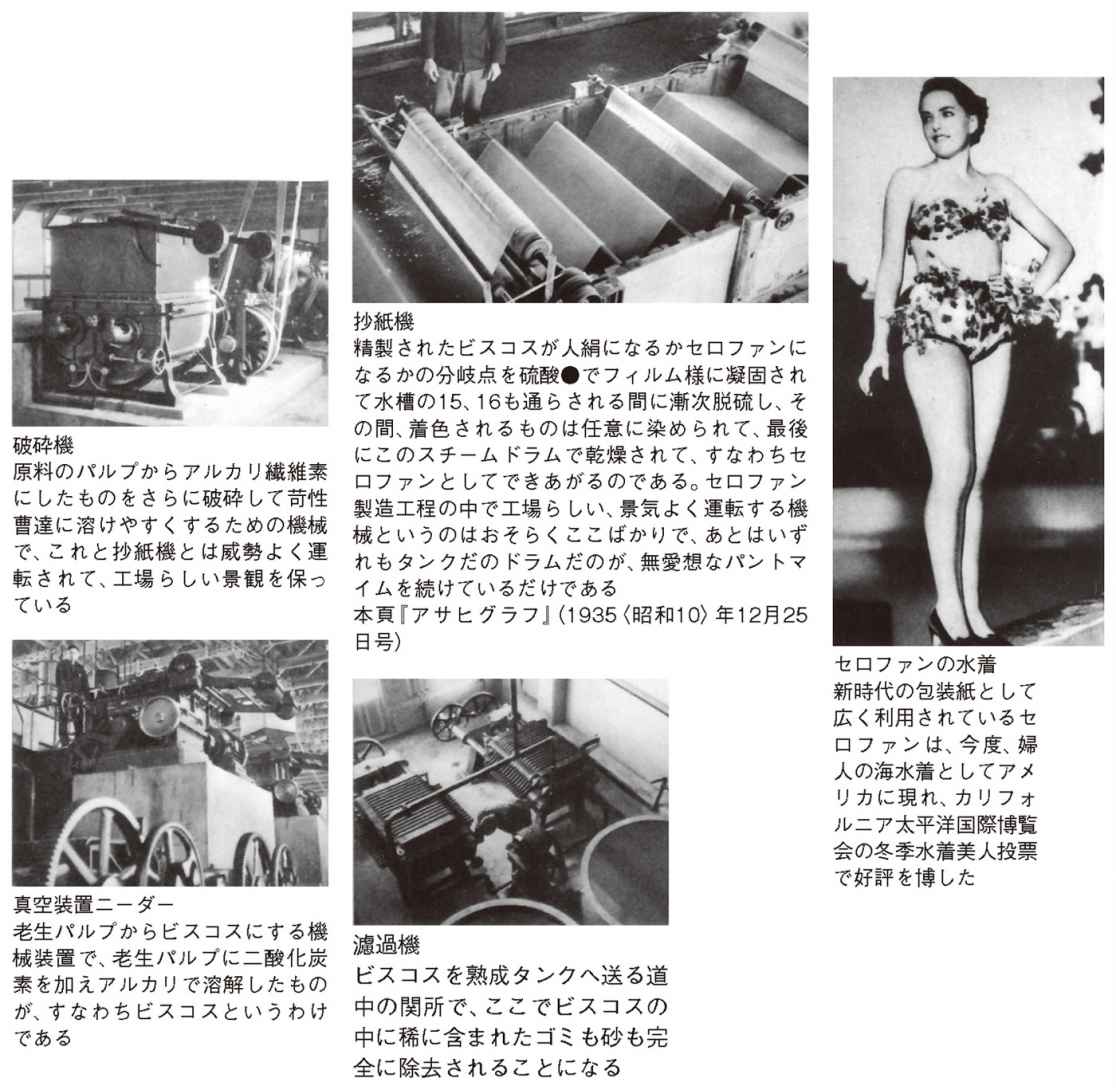 破砕機
原料のパルプからアルカリ繊維素
にしたものをさらに破砕して苛性
曹達に溶けやすくするための機械
で、これと抄紙機とは威勢よく運
転されて、工場らしい景観を保っ
ている
真空装置ニーダー
老生パルプからビスコスにする機
械装置で、老生パルプに二酸化炭
素を加えアルカリで溶解したもの
が、すなわちビスコスというわけ
である
抄紙機
精製されたビスコスが人絹になるかセロファンに
なるかの分岐点を硫酸●でフィルム様に凝固され
て水槽の15、16も通らされる間に漸次脱硫し、そ
の間、着色されるものは任意に染められて、最後
にこのスチームドラムで乾燥されて、すなわちセ
ロファンとしてできあがるのである。セロファン
製造工程の中で工場らしい、景気よく運転する機
械というのはおそらくここばかりで、あとはいず
れもタンクだのドラムだのが、無愛想なパントマ
イムを続けているだけである
本頁『アサヒグラフ』（1935〈昭和10〉年12月25
日号）
濾過機
ビスコスを熟成タンクへ送る道
中の関所で、ここでビスコスの
中に稀に含まれたゴミも砂も完
全に除去されることになる
セロファンの水着
新時代の包装紙として
広く利用されているセ
ロファンは、今度、婦
人の海水着としてアメ
リカに現れ、カリフォ
ルニア太平洋国際博覧
会の冬季水着美人投票
で好評を博した